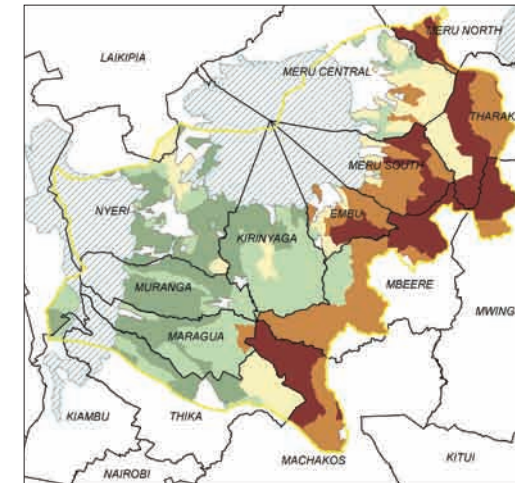 MERU NORTH
LAIKIPIA
MERU CENTRAL
THARAK
MERU SOUTH
NYERI
EMBU
KIRINYAGA
MBEERE
MURANGA
MWING
MARAGUA
KIAMBU
THIKA
KITUI
NAIROBI
MACHAKOS